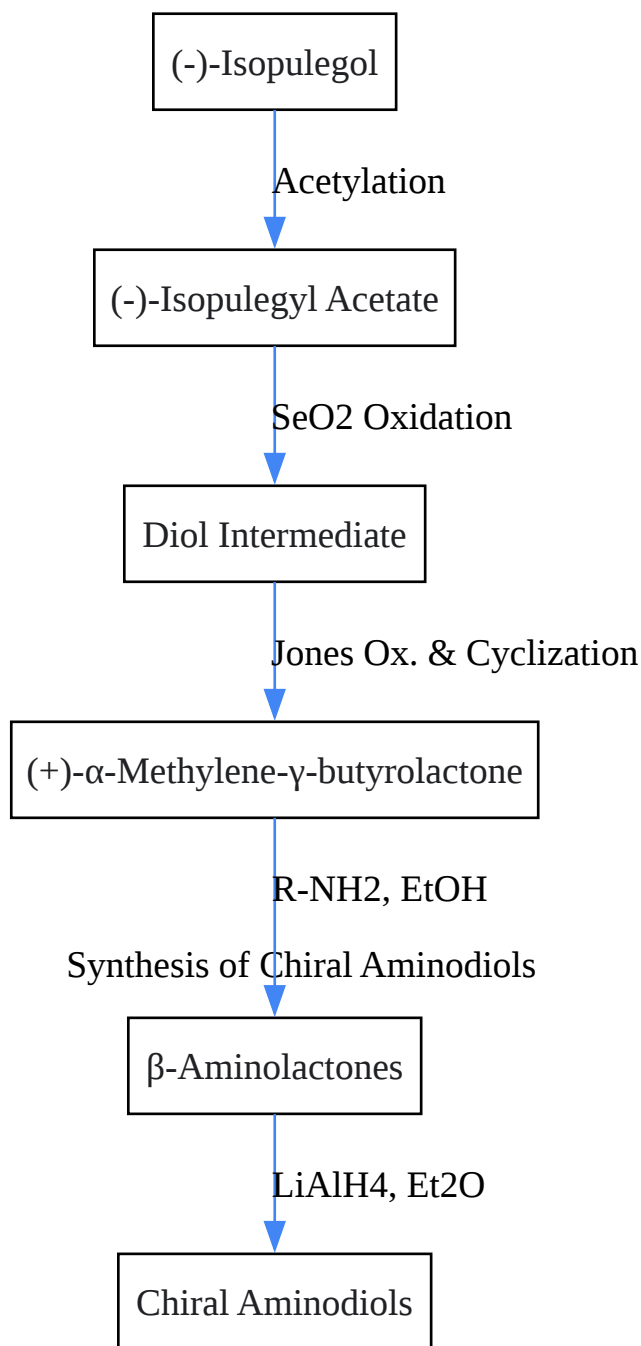 (-)-Isopulegol
Acetylation
(-)-Isopulegyl Acetate
SeO2 Oxidation
Diol Intermediate
Jones Ox. & Cyclization
(+)-α-Methylene-γ-butyrolactone
R-NH2, EtOH
Synthesis of Chiral Aminodiols
β-Aminolactones
LiAlH4, Et2O
Chiral Aminodiols